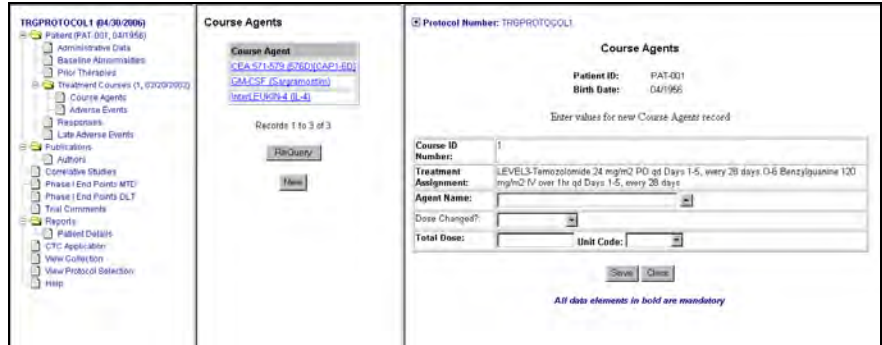 TRGPROTOCOL1 (04/30/2006)
Patient (PAT-001, 04/1956)
Administrative Data
Baseline Abnormalities
Prior Therapies
Treatment Courses (1, 03/20/2002)
Course Agents
Adverse Events
Responses
Late Adverse Events
Publications
Authors
Correlative Studies
Phase I End Points MTD
Phase I End Points DLT
Trial Comments
Reports
Patient Details
CTC Application
View Collection
View Protocol Selection
Help
Course Agents
Course Agent
CEA 571-579 (576D)[CAP1-6D]
GM-CSF (Sargramostim)
InterLEUKIN-4 (IL-4)
Records 1 to 3 of 3
ReQuery
New
Protocol Number: TRGPROTOCOL1
Course Agents
Patient ID: PAT-001
Birth Date: 04/1956
Enter values for new Course Agents record
Course ID Number: 1
Treatment Assignment: LEVEL3-Temozolomide 24 mg/m2 PO qd Days 1-5, every 28 days O-6 Benzylguanine 120
mg/m2 IV over 1hr qd Days 1-5, every 28 days
Agent Name:
Dose Changed?:
Total Dose: Unit Code:
Save Clear
All data elements in bold are mandatory